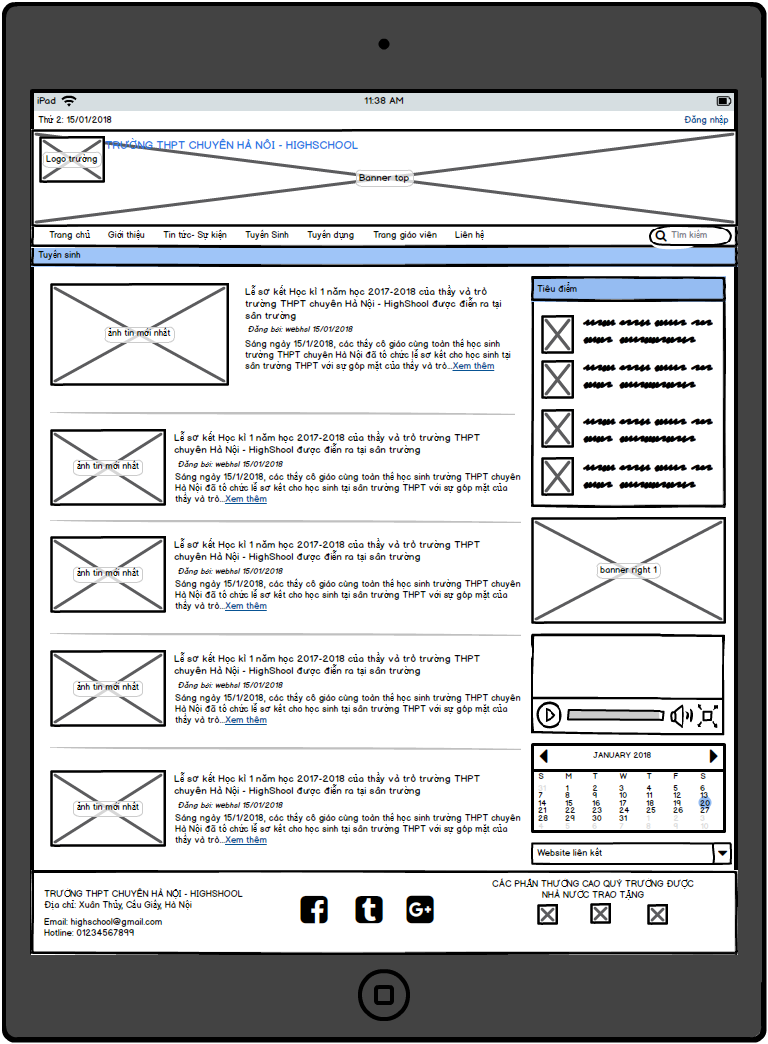 iPad
11:38 AM
Thứ 2: 15/01/2018
Đăng nhập
Logo trường
TRƯỜNG THPT CHUYÊN HÀ NÔI - HIGHSCHOOL
Banner top
Trang chủ Giới thiệu Tin tức- Sự kiện Tuyển Sinh Tuyển dụng Trang giáo viên Liên hệ
Tìm kiếm
Tuyển sinh
ảnh tin mới nhất
Lễ sơ kết Học kì 1 năm học 2017-2018 của thầy và trò
trường THPT chuyên Hà Nội - HighShool được diễn ra tại
sân trường
Đăng bởi: webhsl 15/01/2018
Sáng ngày 15/1/2018, các thầy cô giáo cùng toàn thể học sinh
trường THPT chuyên Hà Nội đã tổ chức lễ sơ kết cho học sinh tại
sân trường THPT với sự góp mặt của thầy và trò...Xem thêm
ảnh tin mới nhất
Lễ sơ kết Học kì 1 năm học 2017-2018 của thầy và trò trường THPT
chuyên Hà Nội - HighShool được diễn ra tại sân trường
Đăng bởi: webhsl 15/01/2018
Sáng ngày 15/1/2018, các thầy cô giáo cùng toàn thể học sinh trường THPT chuyên
Hà Nội đã tổ chức lễ sơ kết cho học sinh tại sân trường THPT với sự góp mặt của
thầy và trò...Xem thêm
ảnh tin mới nhất
Lễ sơ kết Học kì 1 năm học 2017-2018 của thầy và trò trường THPT
chuyên Hà Nội - HighShool được diễn ra tại sân trường
Đăng bởi: webhsl 15/01/2018
Sáng ngày 15/1/2018, các thầy cô giáo cùng toàn thể học sinh trường THPT chuyên
Hà Nội đã tổ chức lễ sơ kết cho học sinh tại sân trường THPT với sự góp mặt của
thầy và trò...Xem thêm
ảnh tin mới nhất
Lễ sơ kết Học kì 1 năm học 2017-2018 của thầy và trò trường THPT
chuyên Hà Nội - HighShool được diễn ra tại sân trường
Đăng bởi: webhsl 15/01/2018
Sáng ngày 15/1/2018, các thầy cô giáo cùng toàn thể học sinh trường THPT chuyên
Hà Nội đã tổ chức lễ sơ kết cho học sinh tại sân trường THPT với sự góp mặt của
thầy và trò...Xem thêm
ảnh tin mới nhất
Lễ sơ kết Học kì 1 năm học 2017-2018 của thầy và trò trường THPT
chuyên Hà Nội - HighShool được diễn ra tại sân trường
Đăng bởi: webhsl 15/01/2018
Sáng ngày 15/1/2018, các thầy cô giáo cùng toàn thể học sinh trường THPT chuyên
Hà Nội đã tổ chức lễ sơ kết cho học sinh tại sân trường THPT với sự góp mặt của
thầy và trò...Xem thêm
Tiêu điểm
banner right 1
JANUARY 2018
S M T W T F S
31 1 2 3 4 5 6
7 8 9 10 11 12 13
14 15 16 17 18 19 20
21 22 23 24 25 26 27
28 29 30 31 1 2 3
4 5 6 7 8 9 10
Website liên kết
TRƯỜNG THPT CHUYÊN HÀ NỘI - HIGHSHOOL
Địa chỉ: Xuân Thủy, Cầu Giấy, Hà Nội
Email: highschool@gmail.com
Hotline: 01234567899
CÁC PHẦN THƯỞNG CAO QUÝ TRƯỜNG ĐƯỢC
NHÀ NƯỚC TRAO TẶNG